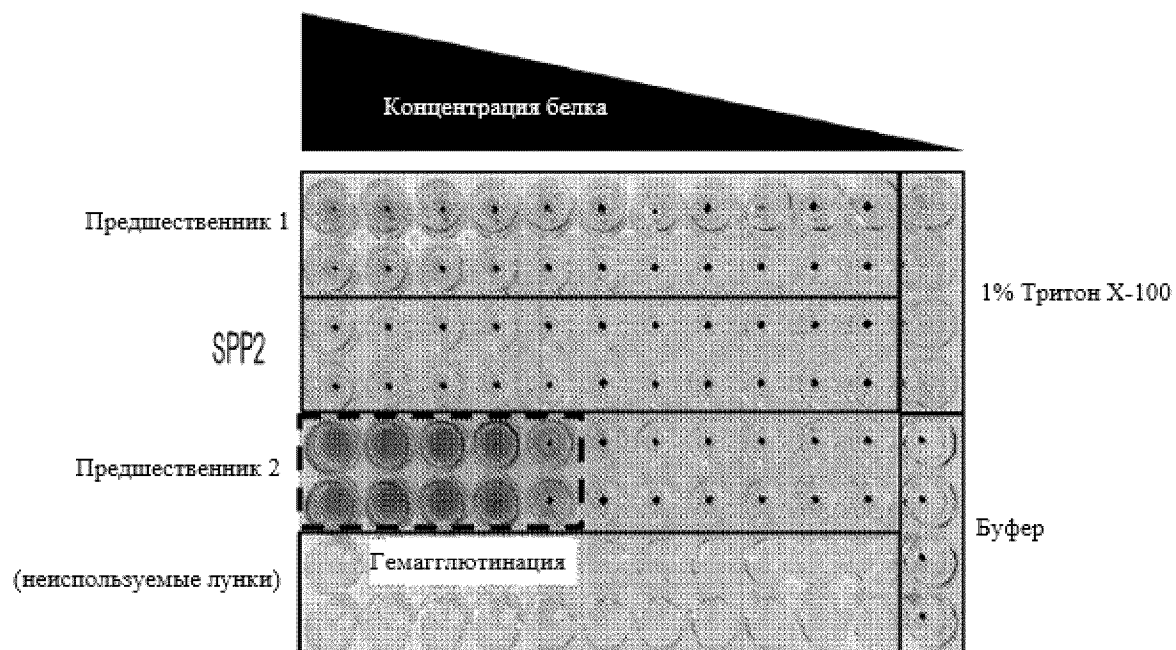 Концентрация белка
Предшественник 1
1% Тритон X-100
SPP2
Предшественник 2
Буфер
Гемагглютинация
(неиспользуемые лунки)